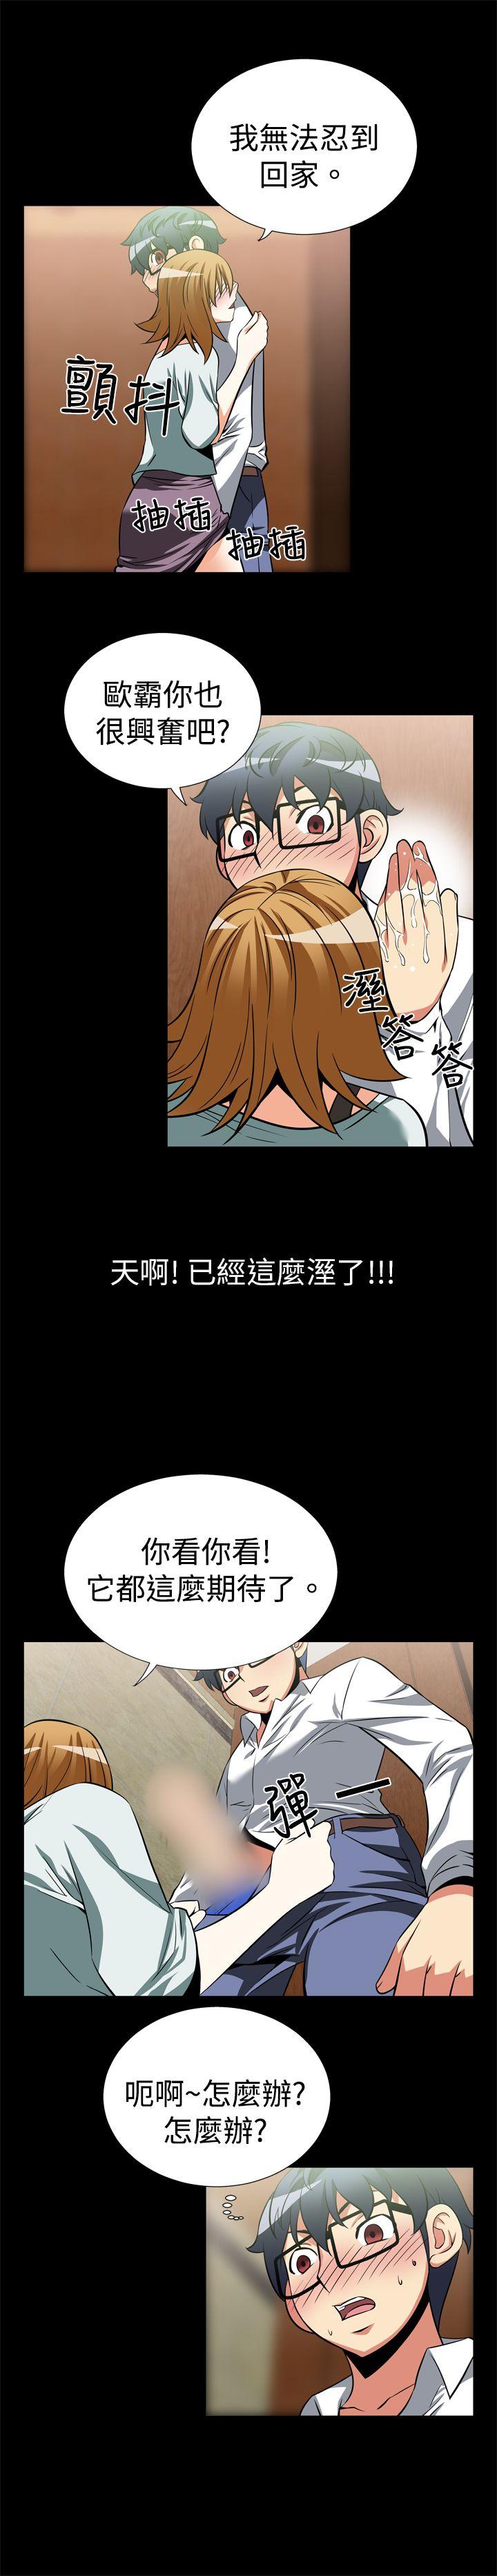 我無法忍到
回家。
顫抖
抽插
抽插
歐霸你也
很興奮吧?
溼答答
天啊! 已經這麼溼了!!!
你看你看!
它都這麼期待了。
彈一
呃啊~怎麼辦?
怎麼辦?